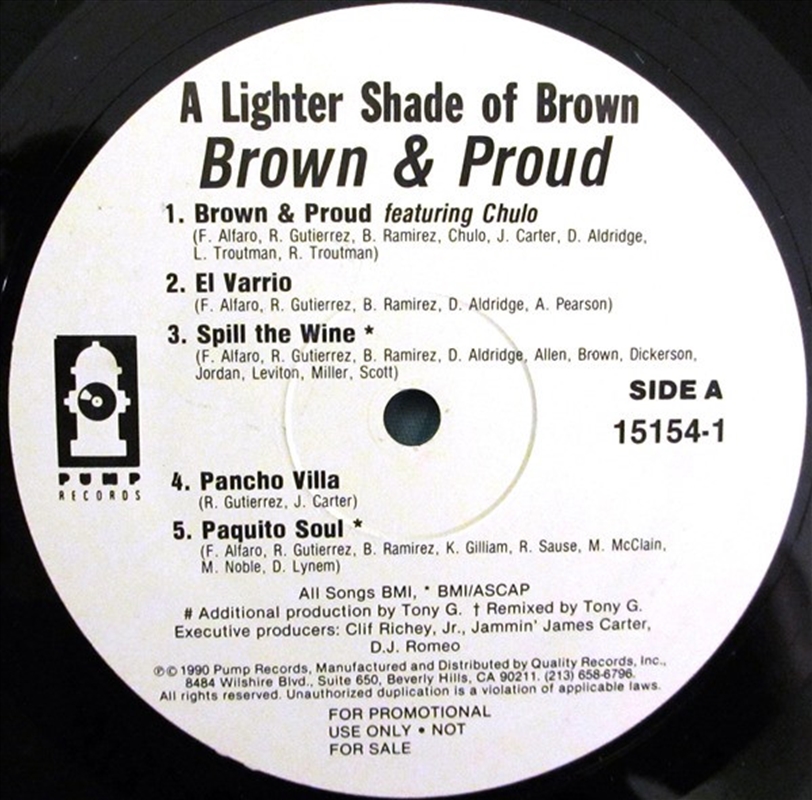 A Lighter Shade of Brown
Brown & Proud
1. Brown & Proud featuring Chulo
(F. Alfaro, R. Gutierrez, B. Ramirez, Chulo, J. Carter, D. Aldridge,
L. Troutman, R. Troutman)
2. El Varrio
(F. Alfaro, R. Gutierrez, B. Ramirez, D. Aldridge, A. Pearson)
3. Spill the Wine *
(F. Alfaro, R. Gutierrez, B. Ramirez, D. Aldridge, Allen, Brown, Dickerson,
Jordan, Leviton, Miller, Scott)
SIDE A
15154-1
PUMP
RECORDS
4. Pancho Villa
(R. Gutierrez, J. Carter)
5. Paquito Soul *
(F. Alfaro, R. Gutierrez, B. Ramirez, K. Gilliam, R. Sause, M. McClain,
M. Noble, D. Lynem)
All Songs BMI, * BMI/ASCAP
# Additional production by Tony G. † Remixed by Tony G.
Executive producers: Clif Richey, Jr., Jammin' James Carter,
D.J. Romeo
℗© 1990 Pump Records, Manufactured and Distributed by Quality Records, Inc.,
8484 Wilshire Blvd., Suite 650, Beverly Hills, CA 90211. (213) 658-6796.
All rights reserved. Unauthorized duplication is a violation of applicable laws.
FOR PROMOTIONAL
USE ONLY • NOT
FOR SALE